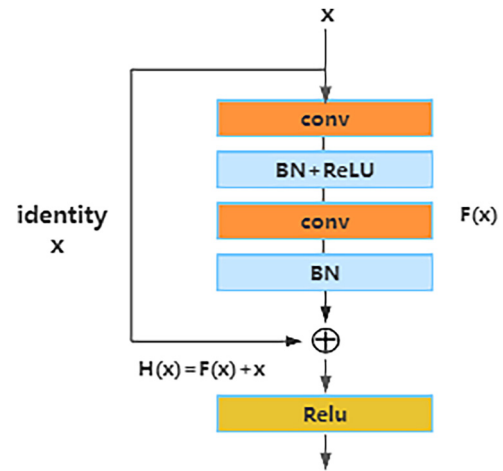 x
conv
BN+ReLU
identity
x
conv
F(x)
BN
H(x)=F(x)+x
Relu